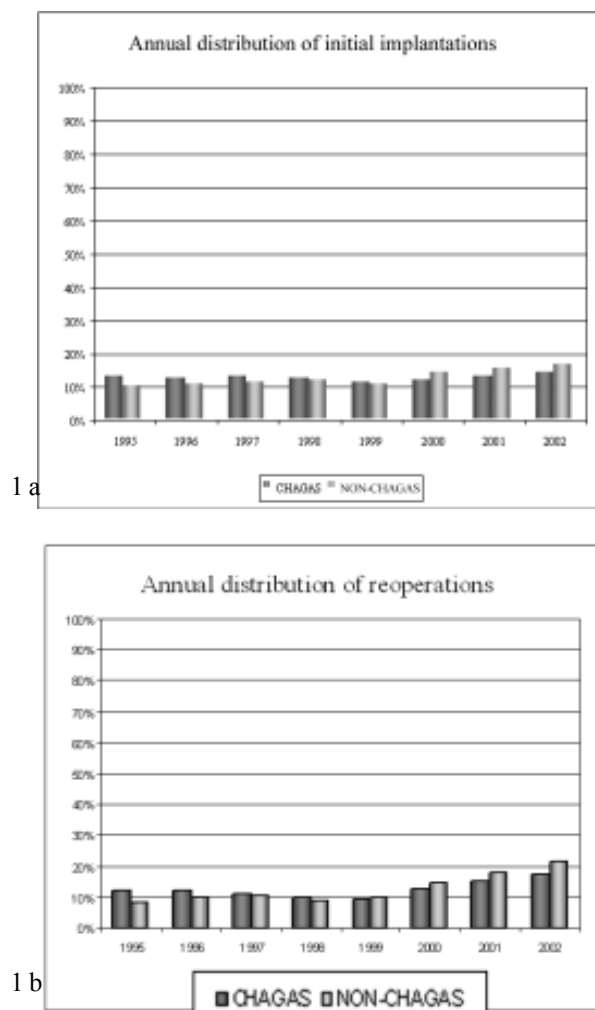 Annual distribution of initial implantations
100%
90%
80%
70%
60%
50%
40%
30%
20%
10%
0%
1995 1996 1997 1998 1999 2000 2001 2002
CHAGAS NON-CHAGAS
1 a
Annual distribution of reoperations
100%
90%
80%
70%
60%
50%
40%
30%
20%
10%
0%
1995 1996 1997 1998 1999 2000 2001 2002
CHAGAS NON-CHAGAS
1 b